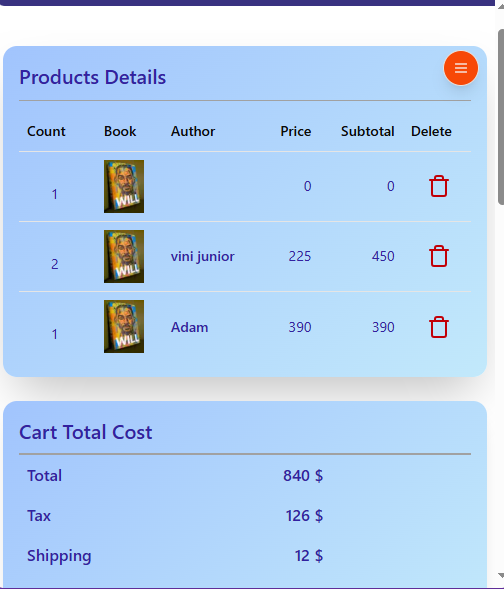 Products Details
Count Book Author Price Subtotal Delete
1 WILL 0 0
2 WILL vini junior 225 450
1 WILL Adam 390 390
Cart Total Cost
Total 840 $
Tax 126 $
Shipping 12 $